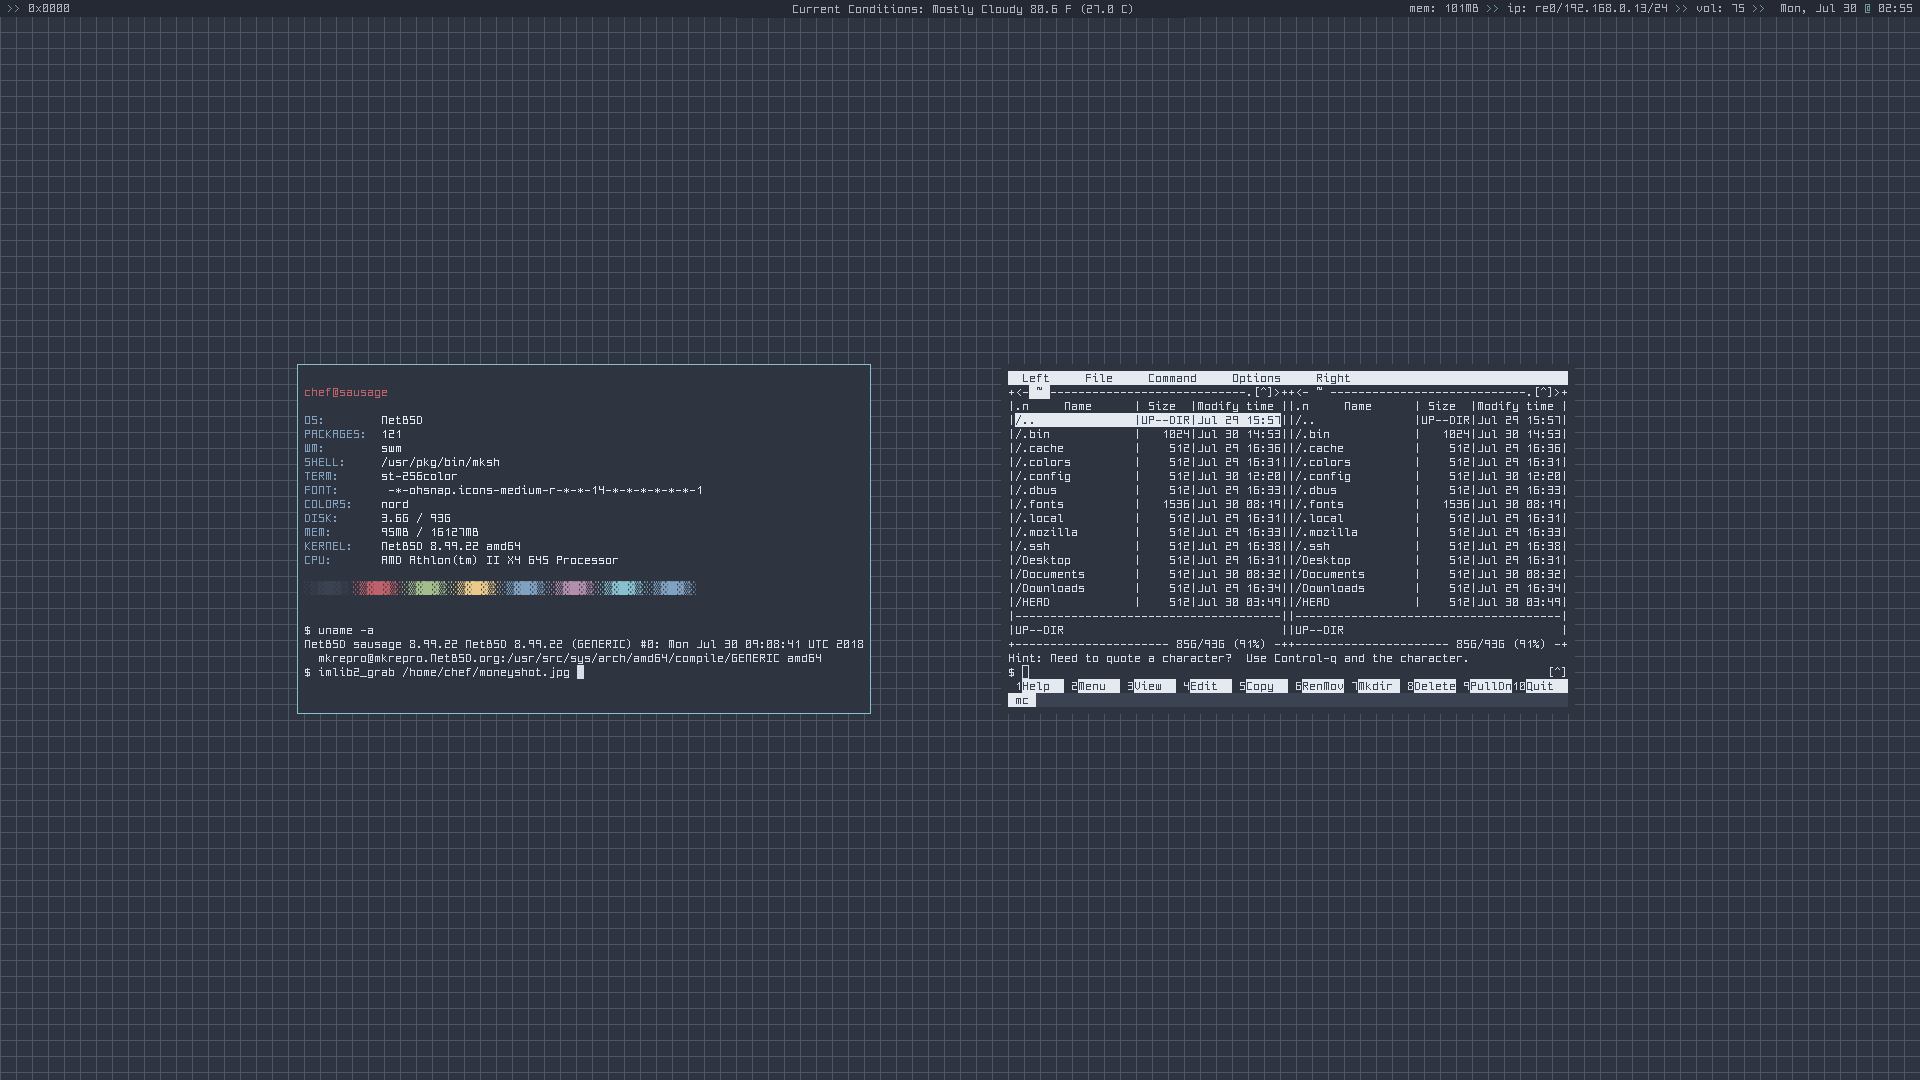 >> 0x0000
Current Conditions: Mostly Cloudy 80.6 F (27.0 C)
mem: 101MB >> ip: re0/192.168.0.13/24 >> vol: 75 >> Mon, Jul 30 @ 02:55
chef@sausage
OS: NetBSD
PACKAGES: 121
WM: swm
SHELL: /usr/pkg/bin/mksh
TERM: st-256color
FONT: -*-ohsnap.icons-medium-r-*-*-14-*-*-*-*-*-*-1
COLORS: nord
DISK: 3.6G / 93G
MEM: 95MB / 16127MB
KERNEL: NetBSD 8.99.22 amd64
CPU: AMD Athlon(tm) II X4 645 Processor
$ uname -a
NetBSD sausage 8.99.22 NetBSD 8.99.22 (GENERIC) #0: Mon Jul 30 09:08:41 UTC 2018
mkrepro@mkrepro.NetBSD.org:/usr/src/sys/arch/amd64/compile/GENERIC amd64
$ imlib2_grab /home/chef/moneyshot.jpg
Left File Command Options Right
+<- ~ ----------------------------.[^]>++<- ~ ----------------------------.[^]>+
|.n Name | Size |Modify time ||.n Name | Size |Modify time |
|/.. |UP--DIR|Jul 29 15:57||/.. |UP--DIR|Jul 29 15:57|
|/.bin | 1024|Jul 30 14:53||/.bin | 1024|Jul 30 14:53|
|/.cache | 512|Jul 29 16:36||/.cache | 512|Jul 29 16:36|
|/.colors | 512|Jul 29 16:31||/.colors | 512|Jul 29 16:31|
|/.config | 512|Jul 30 12:20||/.config | 512|Jul 30 12:20|
|/.dbus | 512|Jul 29 16:33||/.dbus | 512|Jul 29 16:33|
|/.fonts | 1536|Jul 30 08:19||/.fonts | 1536|Jul 30 08:19|
|/.local | 512|Jul 29 16:31||/.local | 512|Jul 29 16:31|
|/.mozilla | 512|Jul 29 16:33||/.mozilla | 512|Jul 29 16:33|
|/.ssh | 512|Jul 29 16:38||/.ssh | 512|Jul 29 16:38|
|/Desktop | 512|Jul 29 16:31||/Desktop | 512|Jul 29 16:31|
|/Documents | 512|Jul 30 08:32||/Documents | 512|Jul 30 08:32|
|/Downloads | 512|Jul 29 16:34||/Downloads | 512|Jul 29 16:34|
|/HEAD | 512|Jul 30 03:49||/HEAD | 512|Jul 30 03:49|
|--------------------------------------||--------------------------------------|
|UP--DIR ||UP--DIR |
+---------------------- 85G/93G (91%) -++---------------------- 85G/93G (91%) -+
Hint: Need to quote a character? Use Control-q and the character.
$ [^]
1Help 2Menu 3View 4Edit 5Copy 6RenMov 7Mkdir 8Delete 9PullDn 10Quit
mc